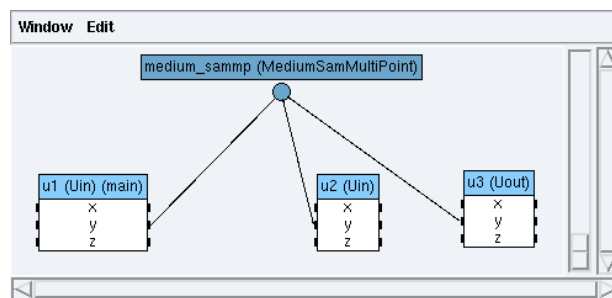 Window Edit
medium_sammp (MediumSamMultiPoint)
u1 (Uin) (main)
x
y
z
u2 (Uin)
x
y
z
u3 (Uout)
x
y
z